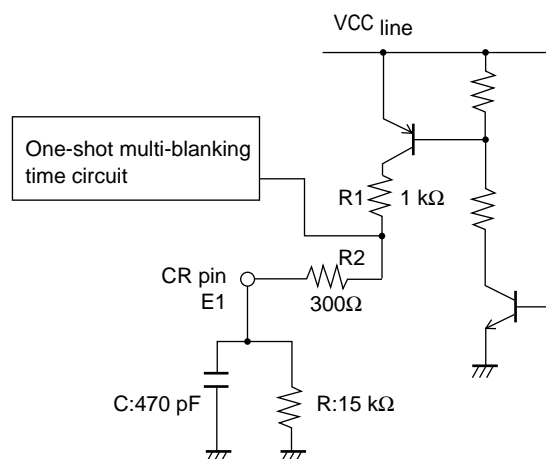 VCC line
One-shot multi-blanking
time circuit
R1 1 kΩ
R2
CR pin
E1
300Ω
C:470 pF
R:15 kΩ